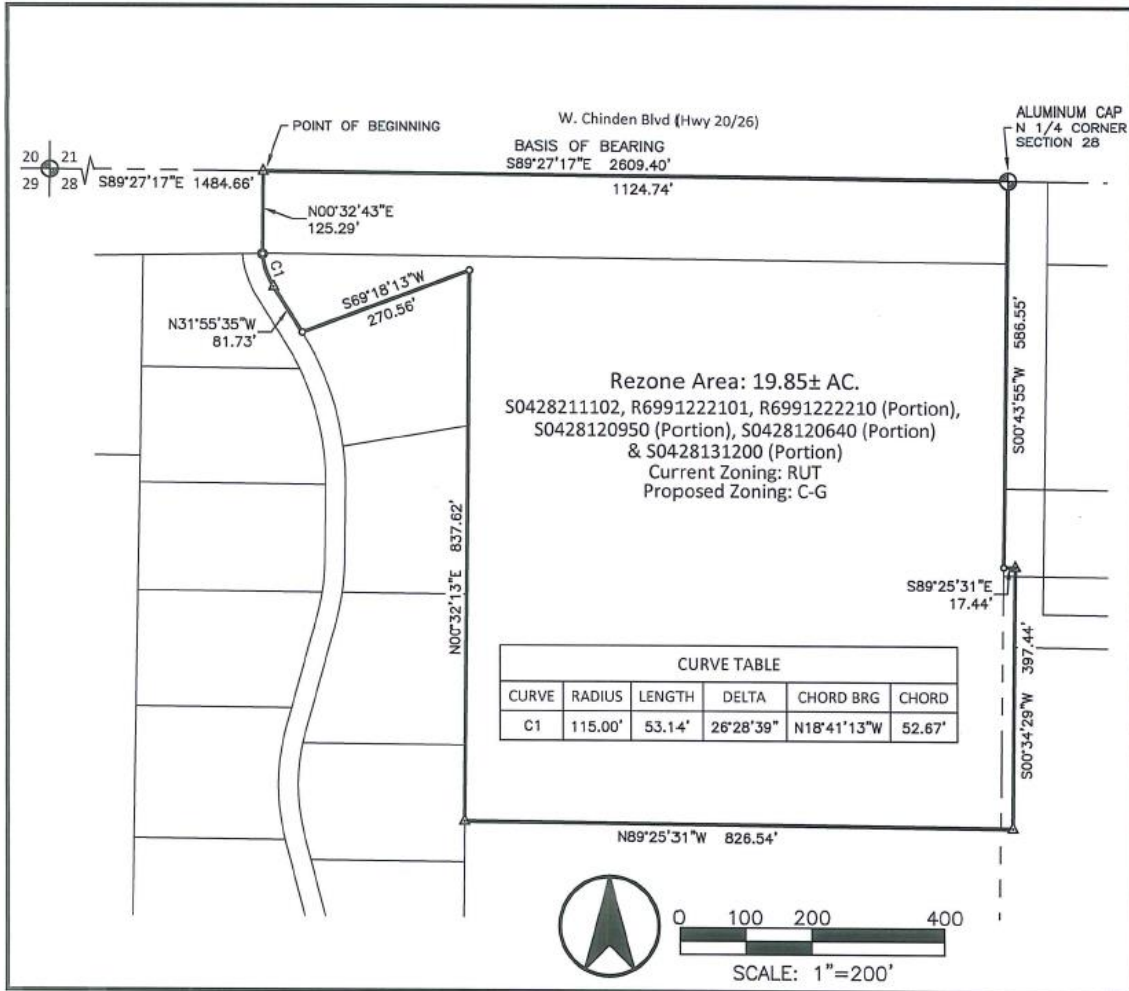 W. Chinden Blvd (Hwy 20/26)
ALUMINUM CAP
N 1/4 CORNER
SECTION 28
POINT OF BEGINNING
BASIS OF BEARING
S89°27'17"E 2609.40'
20 21
29 28
S89°27'17"E 1484.66'
1124.74'
N00°32'43"E
125.29'
C1
S69°18'13"W
270.56'
N31°55'35"W
81.73'
S00°43'55"W 586.55'
Rezone Area: 19.85± AC.
S0428211102, R6991222101, R6991222210 (Portion),
S0428120950 (Portion), S0428120640 (Portion)
& S0428131200 (Portion)
Current Zoning: RUT
Proposed Zoning: C-G
N00°32'13"E 837.62'
S89°25'31"E
17.44'
S00°34'29"W 397.44'
CURVE TABLE
CURVE RADIUS LENGTH DELTA CHORD BRG CHORD
C1 115.00' 53.14' 26°28'39" N18°41'13"W 52.67'
N89°25'31"W 826.54'
0 100 200 400
SCALE: 1"=200'